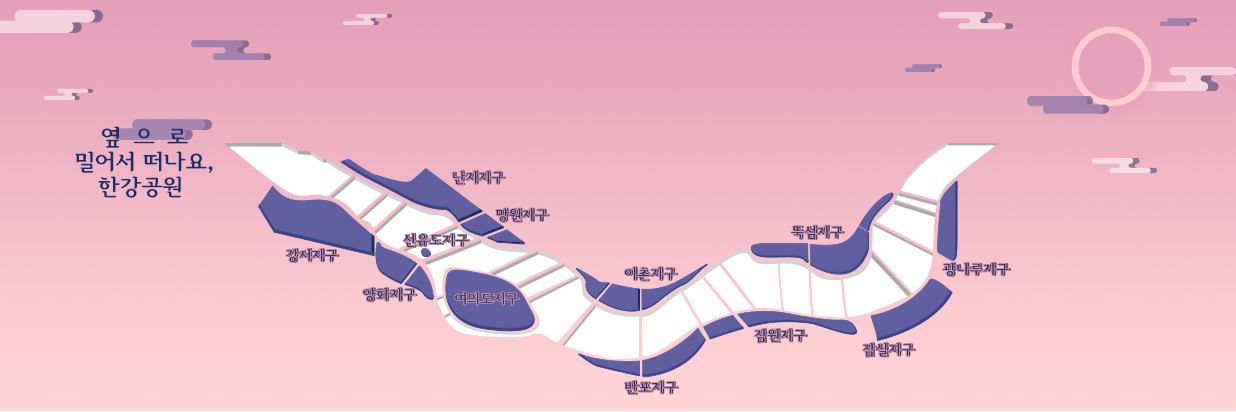 옆 으 로
밀어서 떠나요,
한강공원
난지지구
망원지구
선유도지구
강서지구
양화지구
여의도지구
이촌지구
반포지구
잠원지구
뚝섬지구
잠실지구
광나루지구